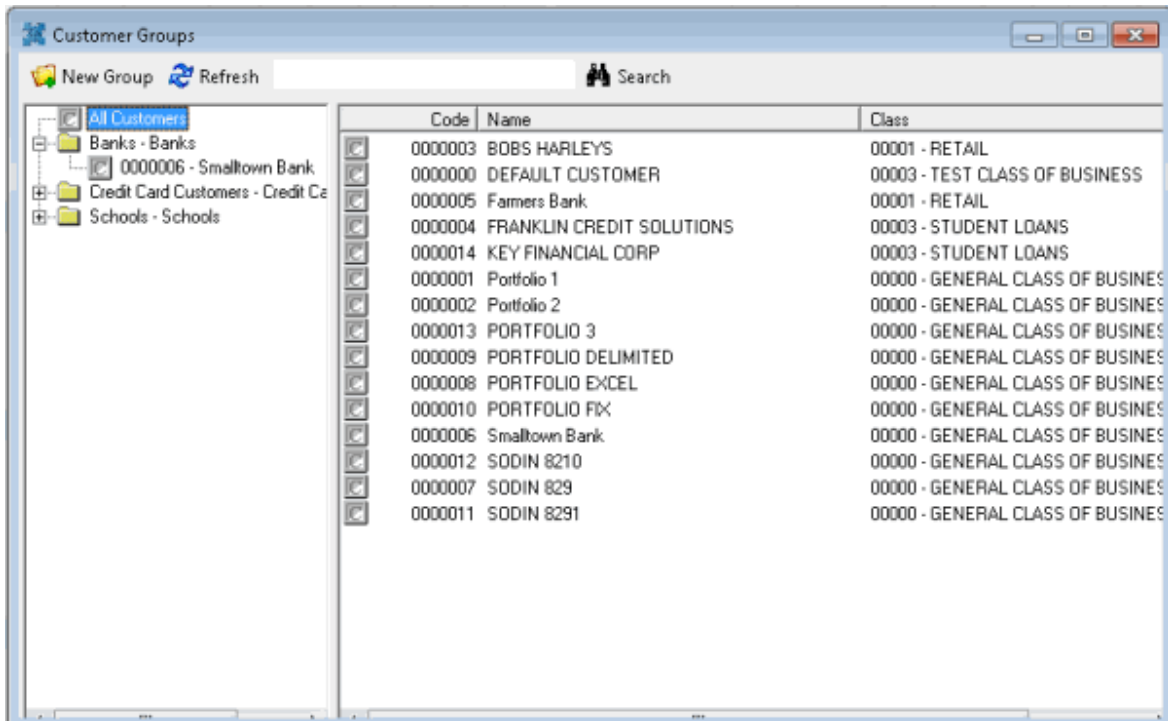 Customer Groups
New Group Refresh Search
All Customers
Banks - Banks
0000006 - Smalltown Bank
Credit Card Customers - Credit Ca
Schools - Schools
Code Name Class
0000003 BOBS HARLEYS 00001 - RETAIL
0000000 DEFAULT CUSTOMER 00003 - TEST CLASS OF BUSINESS
0000005 Farmers Bank 00001 - RETAIL
0000004 FRANKLIN CREDIT SOLUTIONS 00003 - STUDENT LOANS
0000014 KEY FINANCIAL CORP 00003 - STUDENT LOANS
0000001 Portfolio 1 00000 - GENERAL CLASS OF BUSINES
0000002 Portfolio 2 00000 - GENERAL CLASS OF BUSINES
0000013 PORTFOLIO 3 00000 - GENERAL CLASS OF BUSINES
0000009 PORTFOLIO DELIMITED 00000 - GENERAL CLASS OF BUSINES
0000008 PORTFOLIO EXCEL 00000 - GENERAL CLASS OF BUSINES
0000010 PORTFOLIO FIX 00000 - GENERAL CLASS OF BUSINES
0000006 Smalltown Bank 00000 - GENERAL CLASS OF BUSINES
0000012 SODIN 8210 00000 - GENERAL CLASS OF BUSINES
0000007 SODIN 829 00000 - GENERAL CLASS OF BUSINES
0000011 SODIN 8291 00000 - GENERAL CLASS OF BUSINES